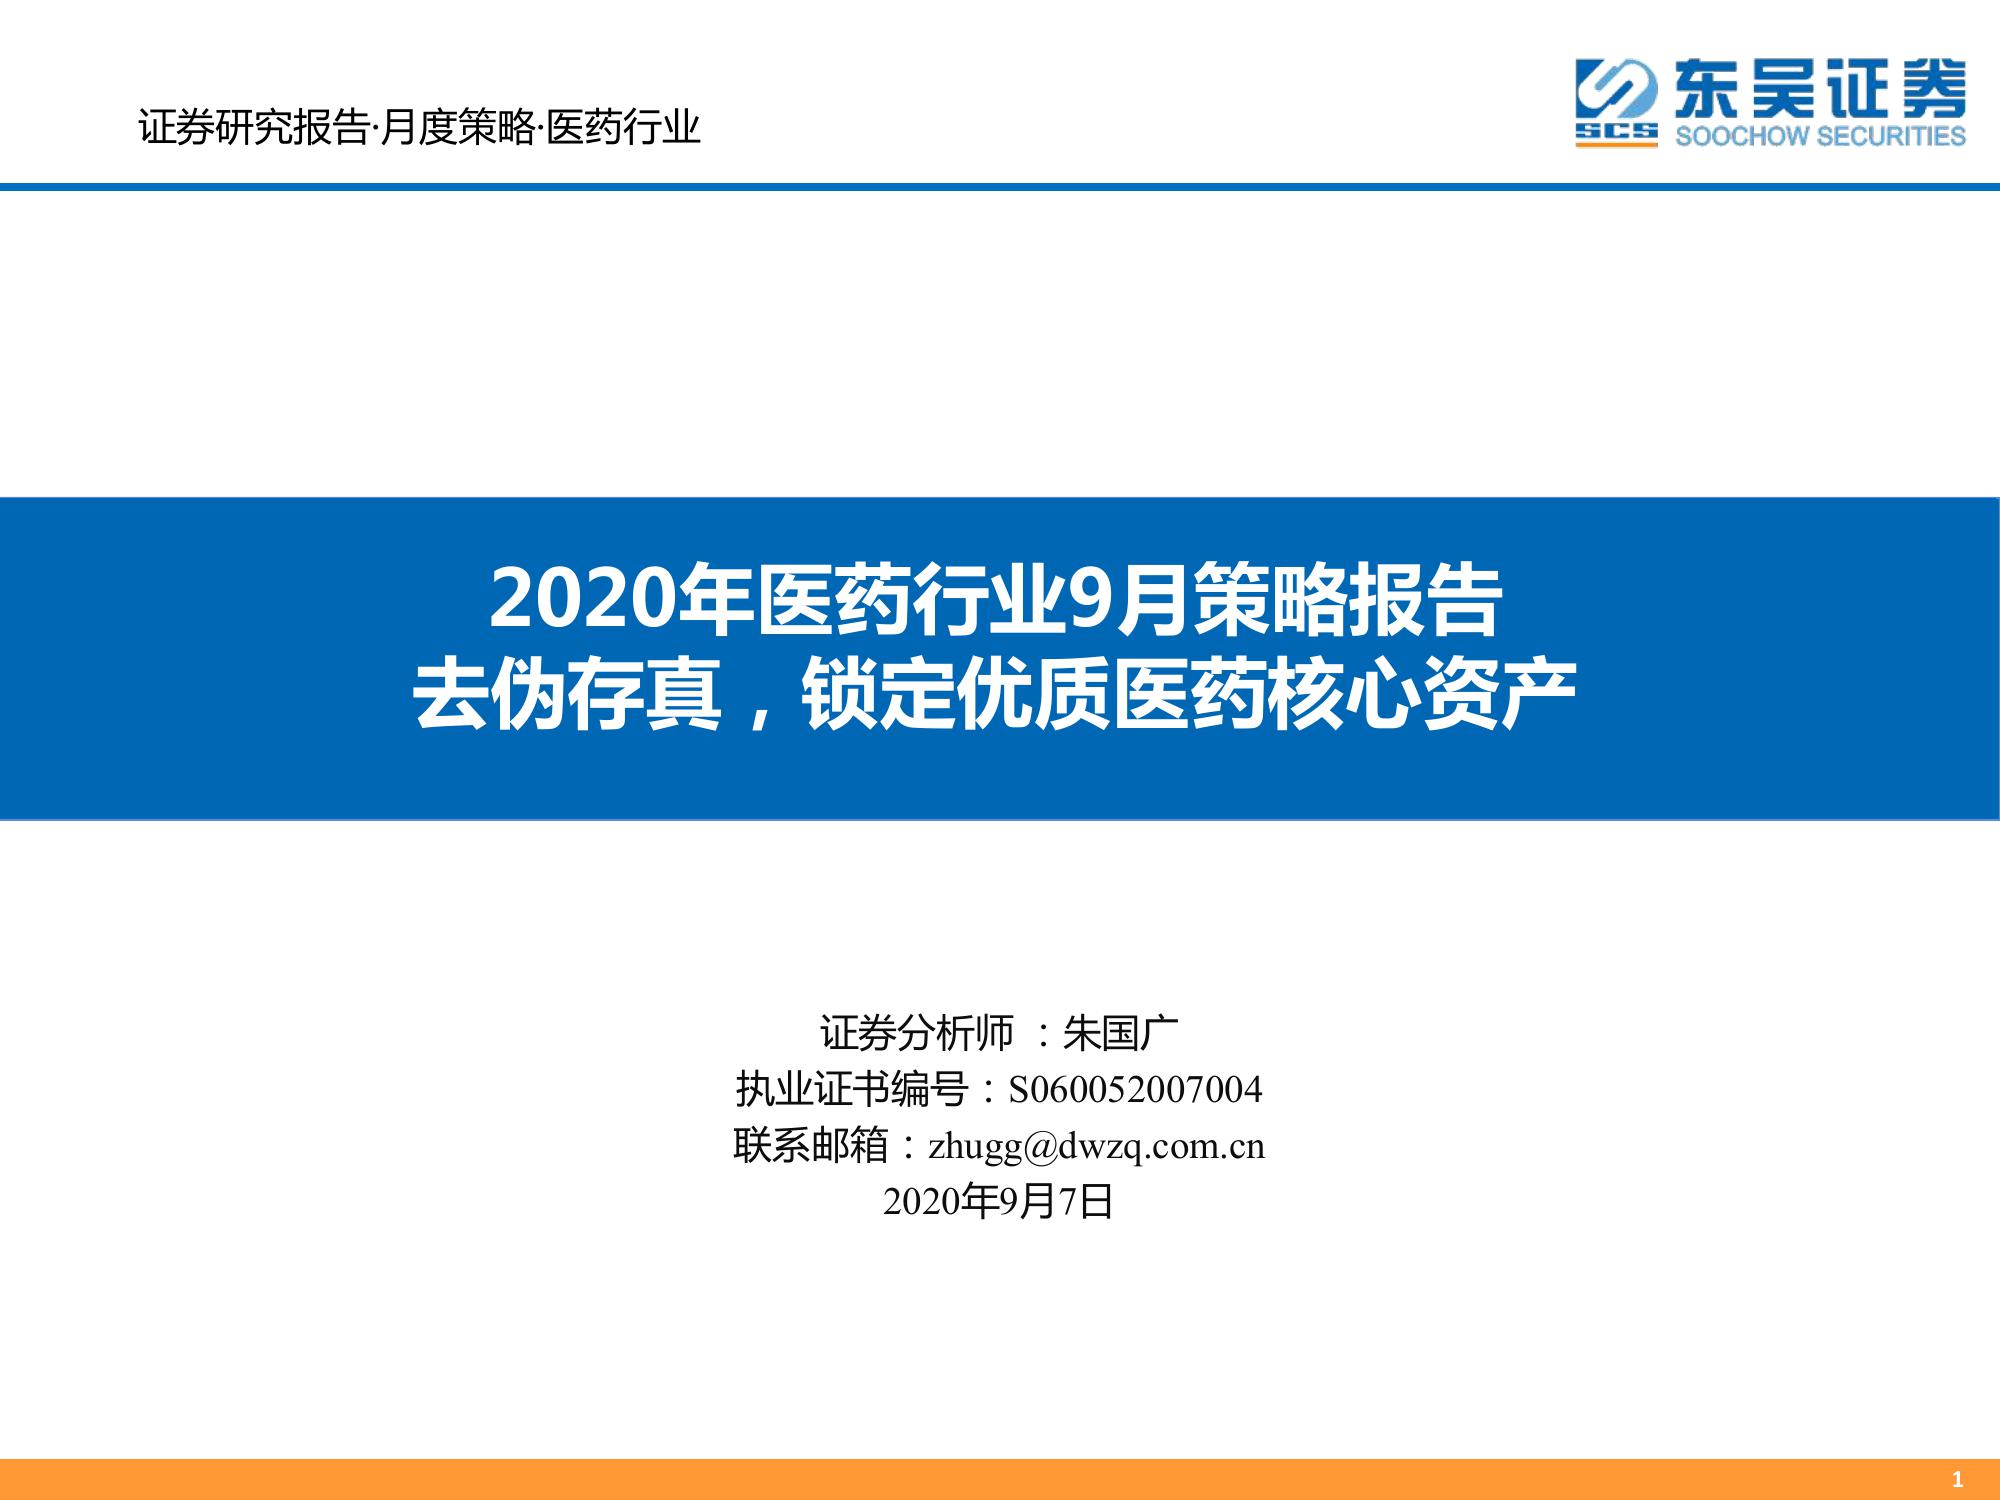 证券研究报告·月度策略·医药行业
东吴证券
SCS
SOOCHOW SECURITIES
2020年医药行业9月策略报告
去伪存真，锁定优质医药核心资产
证券分析师 ：朱国广
执业证书编号：S060052007004
联系邮箱：zhugg@dwzq.com.cn
2020年9月7日
1